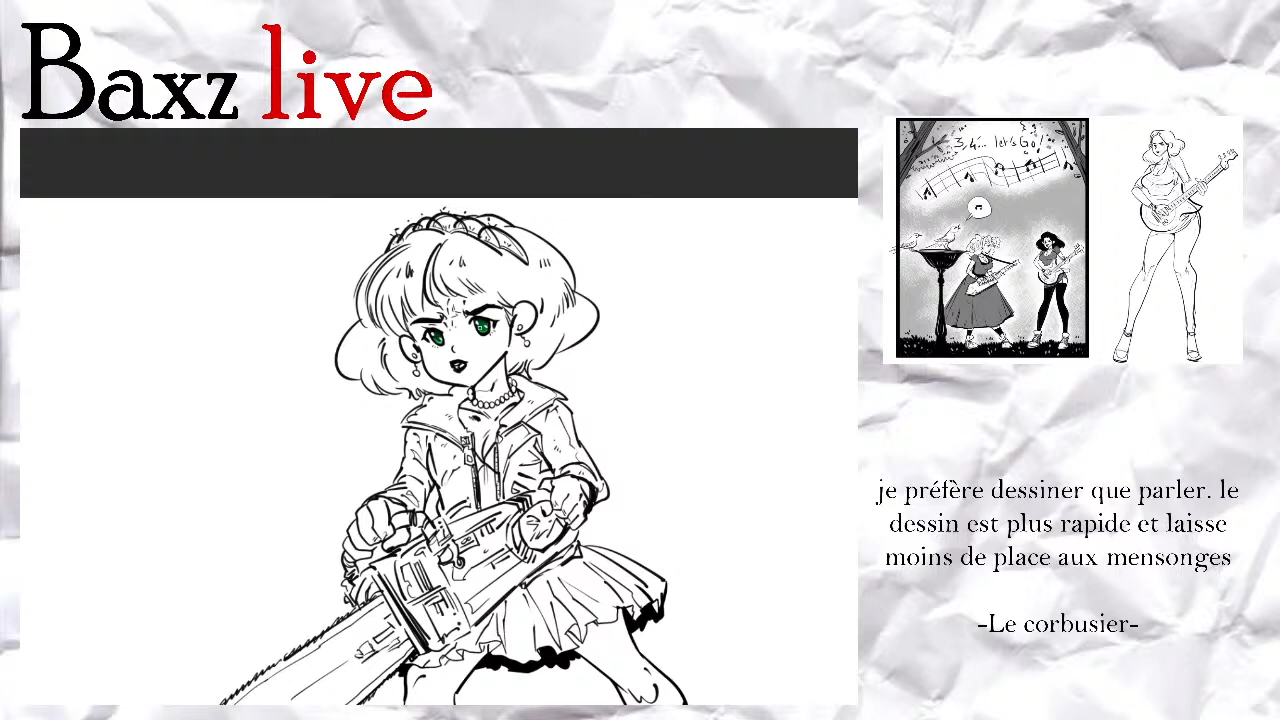 Baxz live
3,4... let's Go!
je préfère dessiner que parler. le
dessin est plus rapide et laisse
moins de place aux mensonges
-Le corbusier-